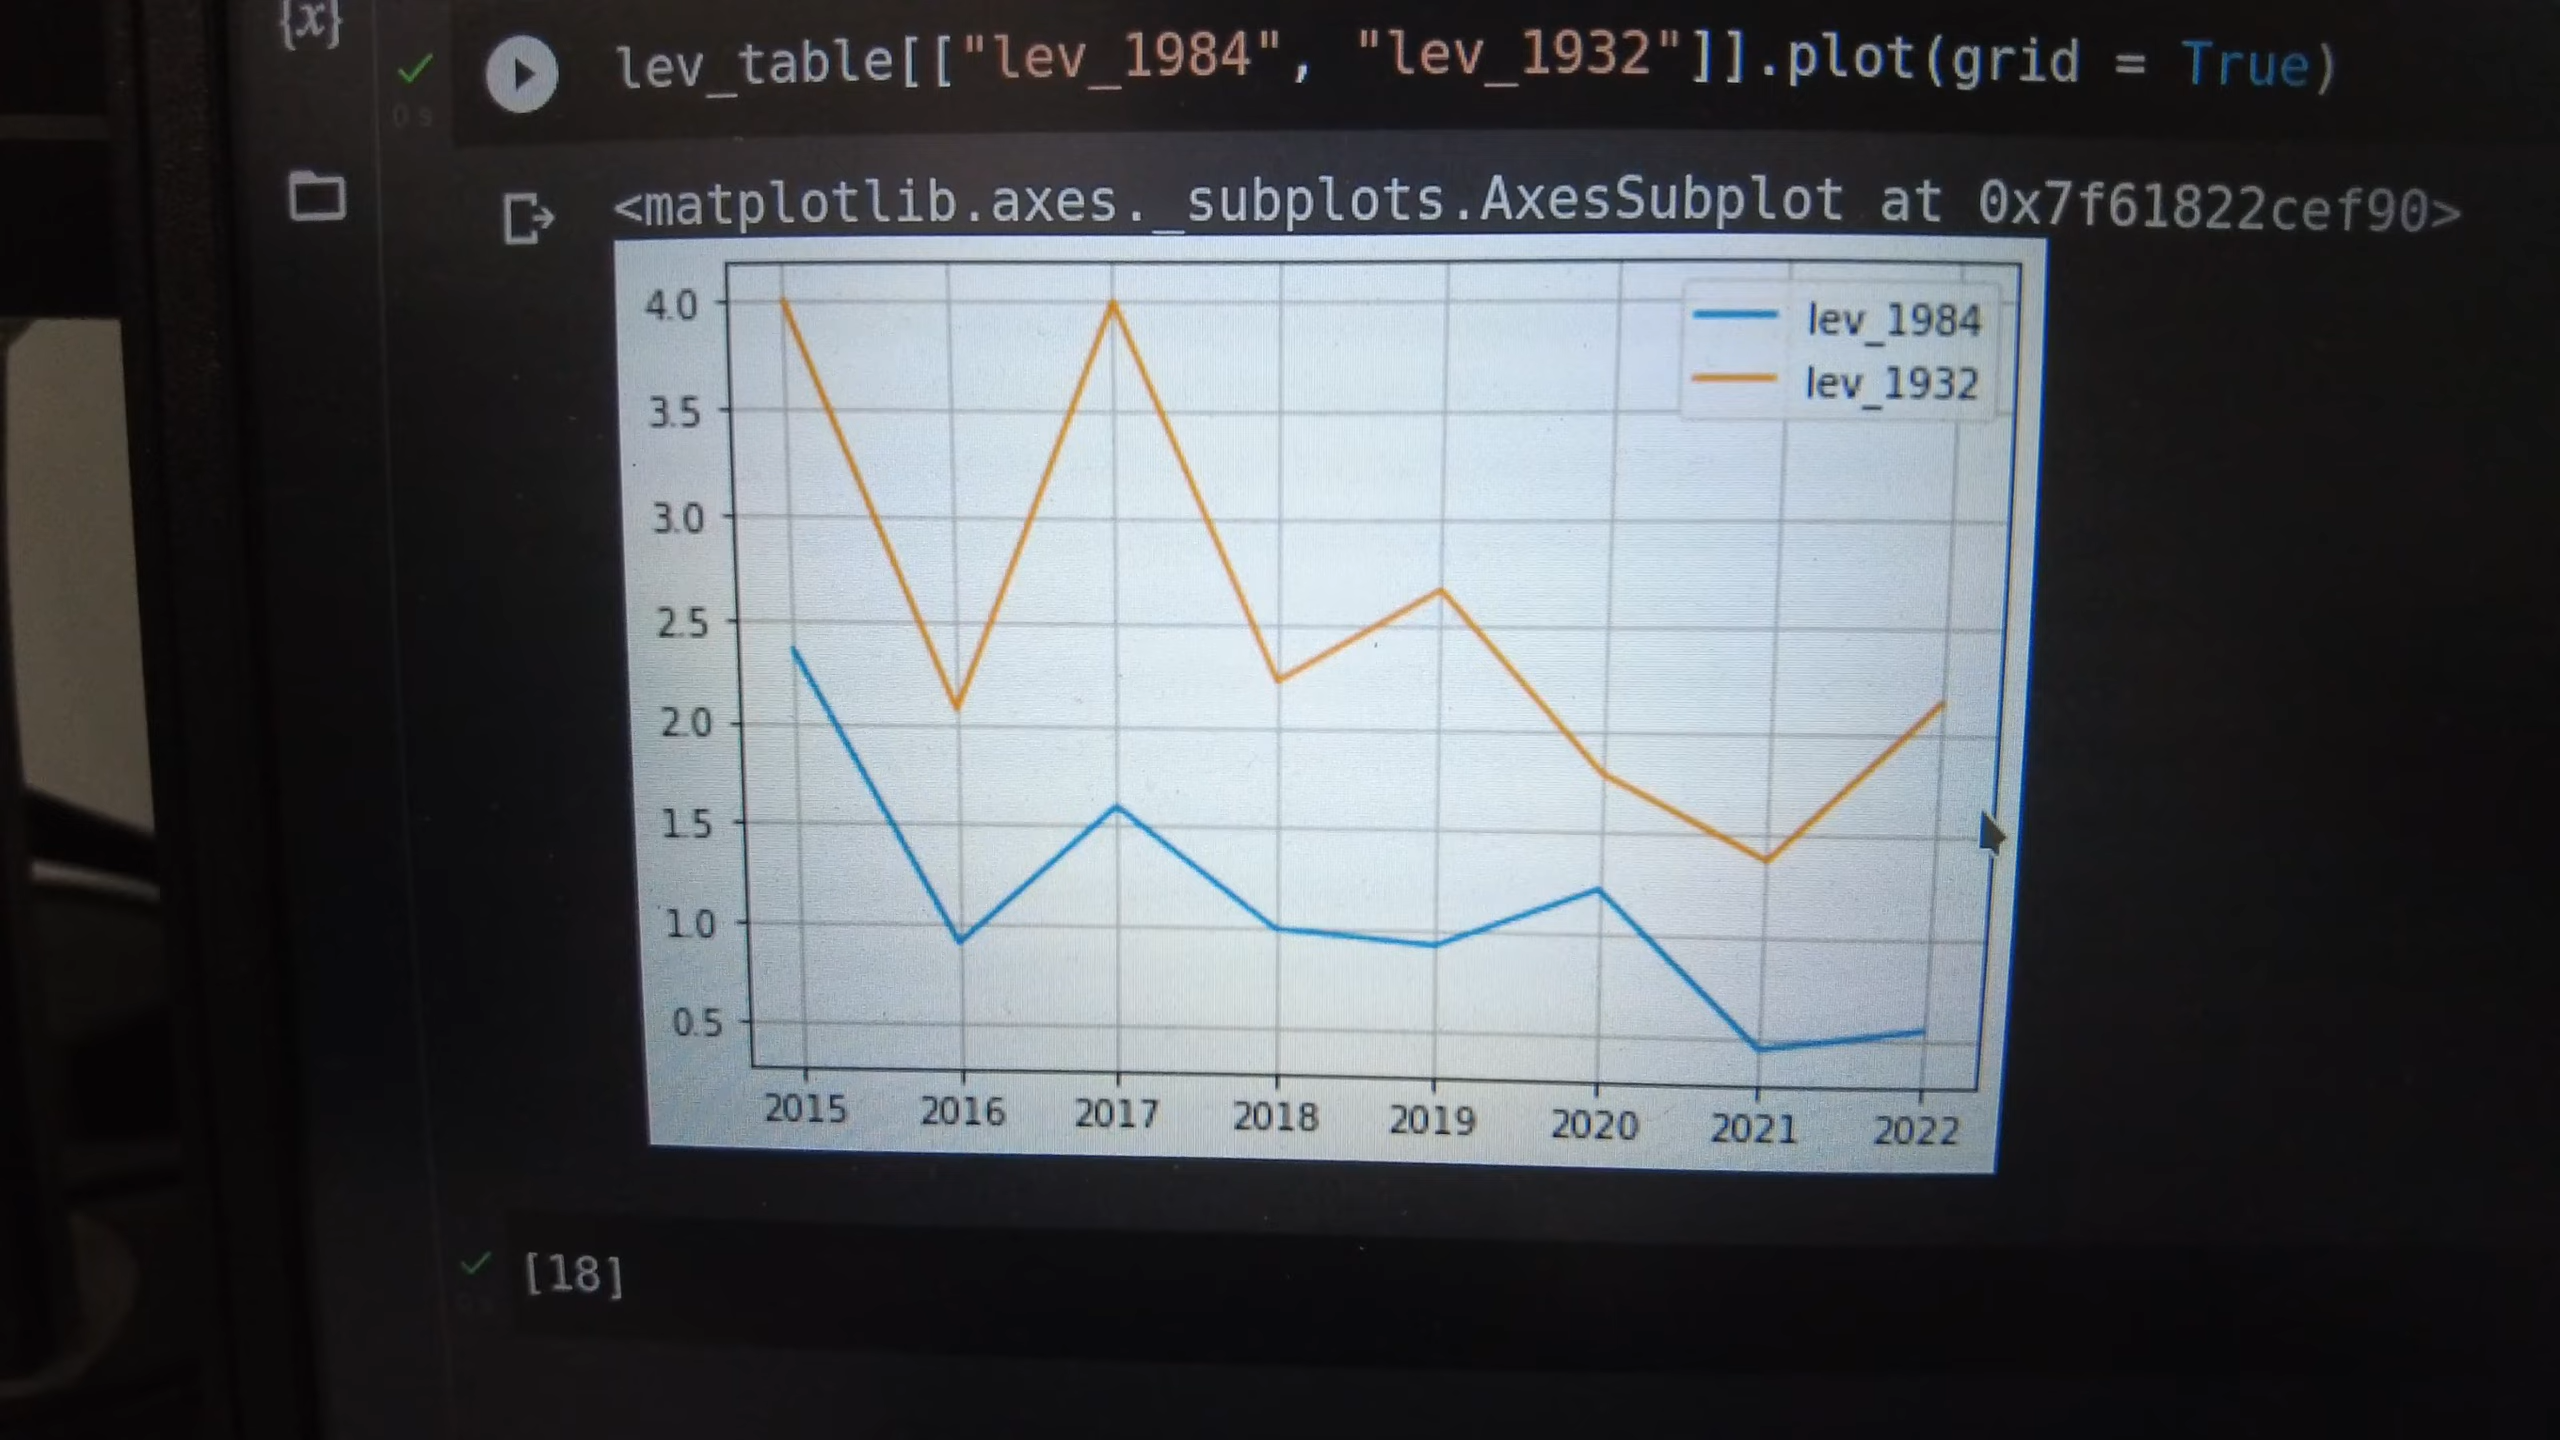 {x}
lev_table[["lev_1984", "lev_1932"]].plot(grid = True)
0 s
<matplotlib.axes._subplots.AxesSubplot at 0x7f61822cef90>
lev_1984
lev_1932
4.0
3.5
3.0
2.5
2.0
1.5
1.0
0.5
2015 2016 2017 2018 2019 2020 2021 2022
[18]
0 s